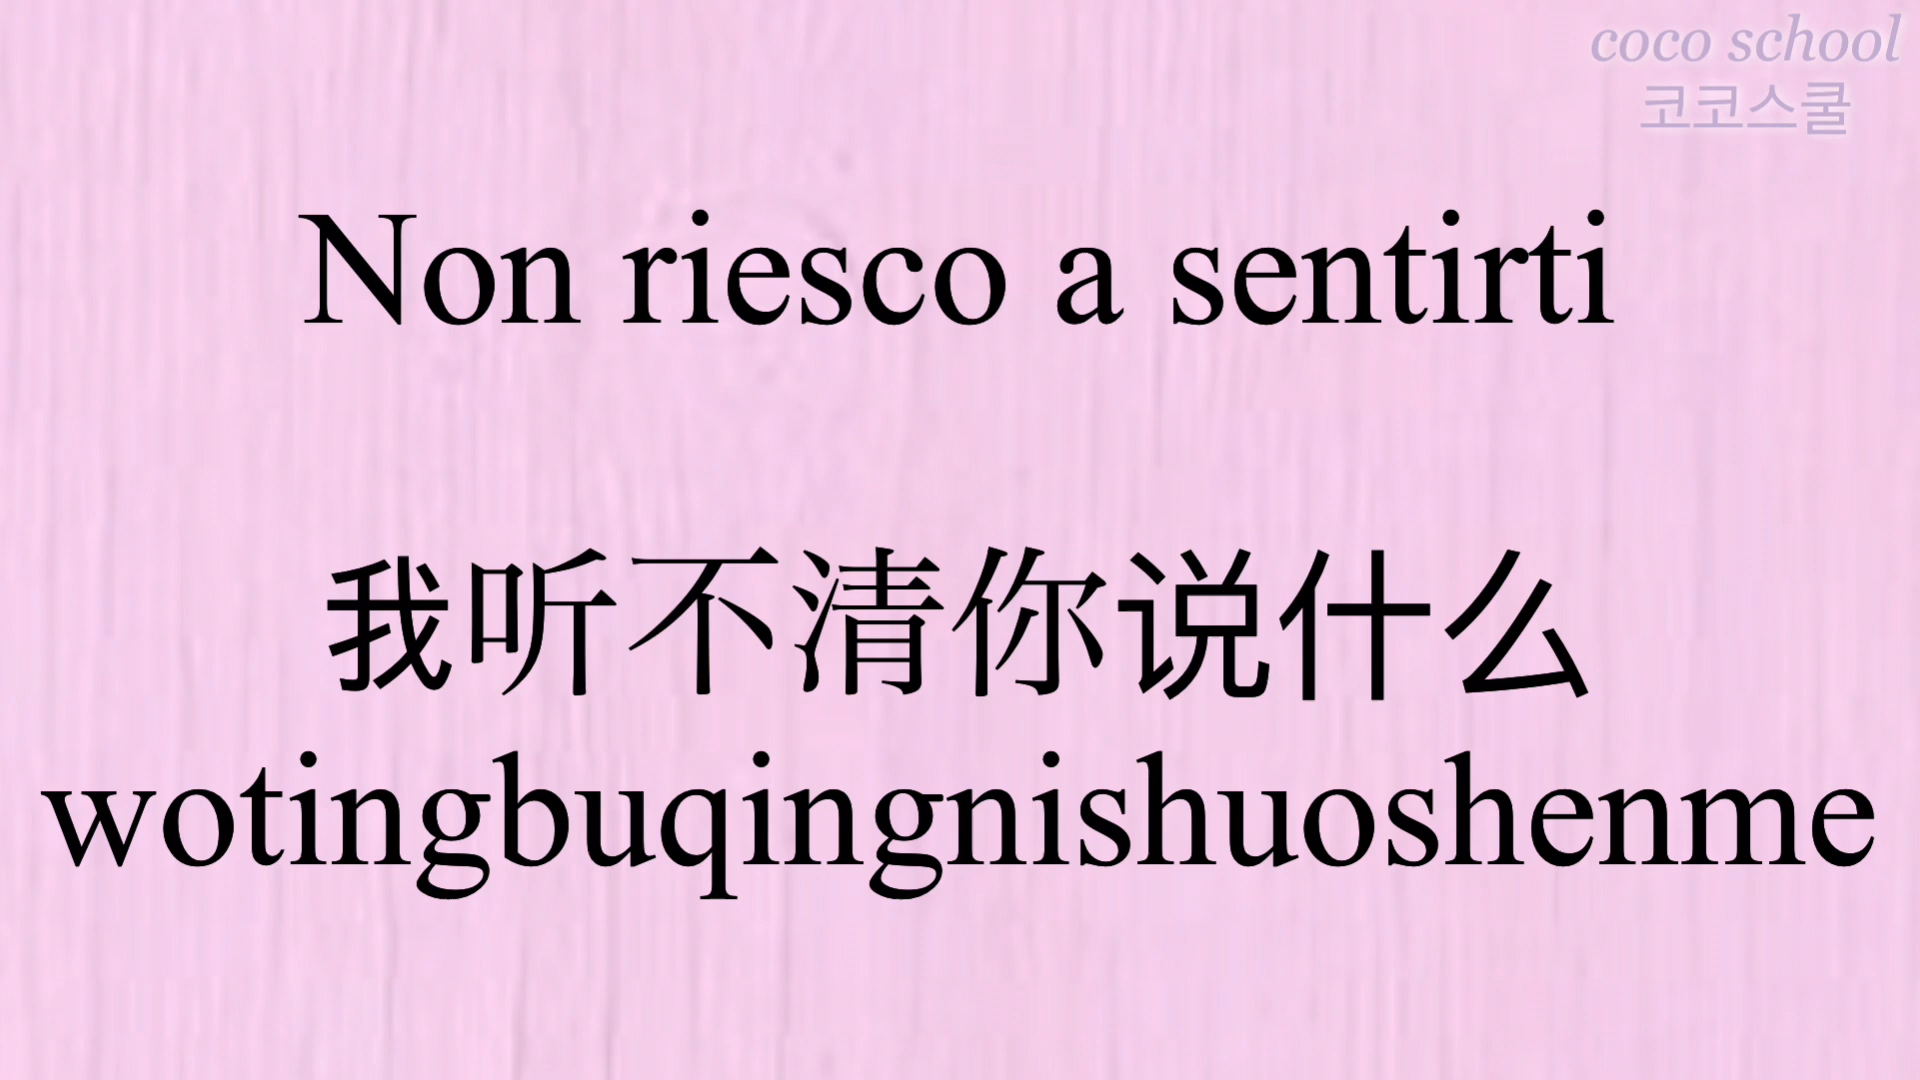 coco school
코코스쿨
Non riesco a sentirti
我听不清你说什么
wotingbuqingnishuoshenme